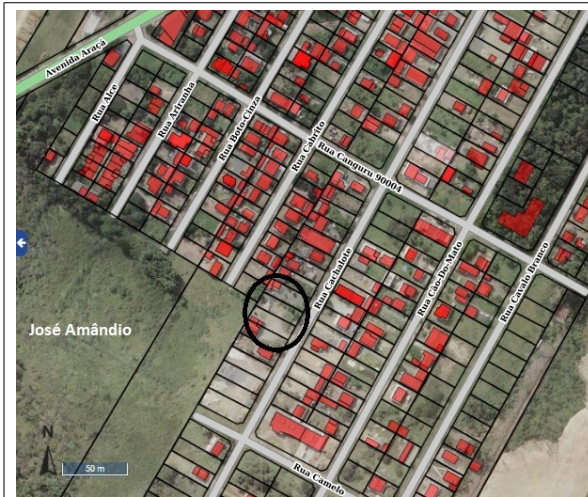 Avenida Araçá
Rua Alce
Rua Ariranha
Rua Boto-Cinza
Rua Cabrito
Rua Canguru 90004
Rua Cachalote
Rua Cão-Do-Mato
Rua Cavalo Branco
José Amândio
N
50 m
Rua Camelo